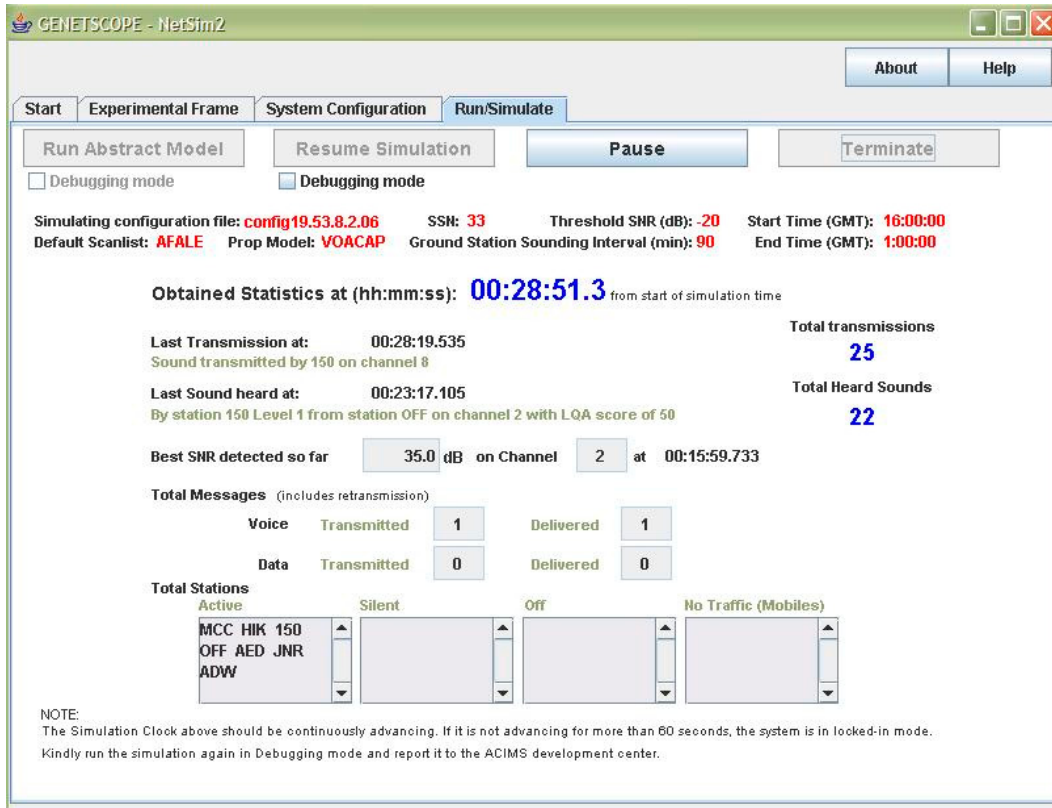 GENETSCOPE - NetSim2
About Help
Start Experimental Frame System Configuration Run/Simulate
Run Abstract Model Resume Simulation Pause Terminate
Debugging mode Debugging mode
Simulating configuration file: config19.53.8.2.06 SSN: 33 Threshold SNR (dB): -20 Start Time (GMT): 16:00:00
Default Scanlist: AFALE Prop Model: VOACAP Ground Station Sounding Interval (min): 90 End Time (GMT): 1:00:00
Obtained Statistics at (hh:mm:ss): 00:28:51.3 from start of simulation time
Total transmissions
25
Last Transmission at: 00:28:19.535
Sound transmitted by 150 on channel 8
Total Heard Sounds
22
Last Sound heard at: 00:23:17.105
By station 150 Level 1 from station OFF on channel 2 with LQA score of 50
Best SNR detected so far 35.0 dB on Channel 2 at 00:15:59.733
Total Messages (includes retransmission)
Voice Transmitted 1 Delivered 1
Data Transmitted 0 Delivered 0
Total Stations
Active Silent Off No Traffic (Mobiles)
MCC HIK 150
OFF AED JNR
ADW
NOTE:
The Simulation Clock above should be continuously advancing. If it is not advancing for more than 60 seconds, the system is in locked-in mode.
Kindly run the simulation again in Debugging mode and report it to the ACIMS development center.